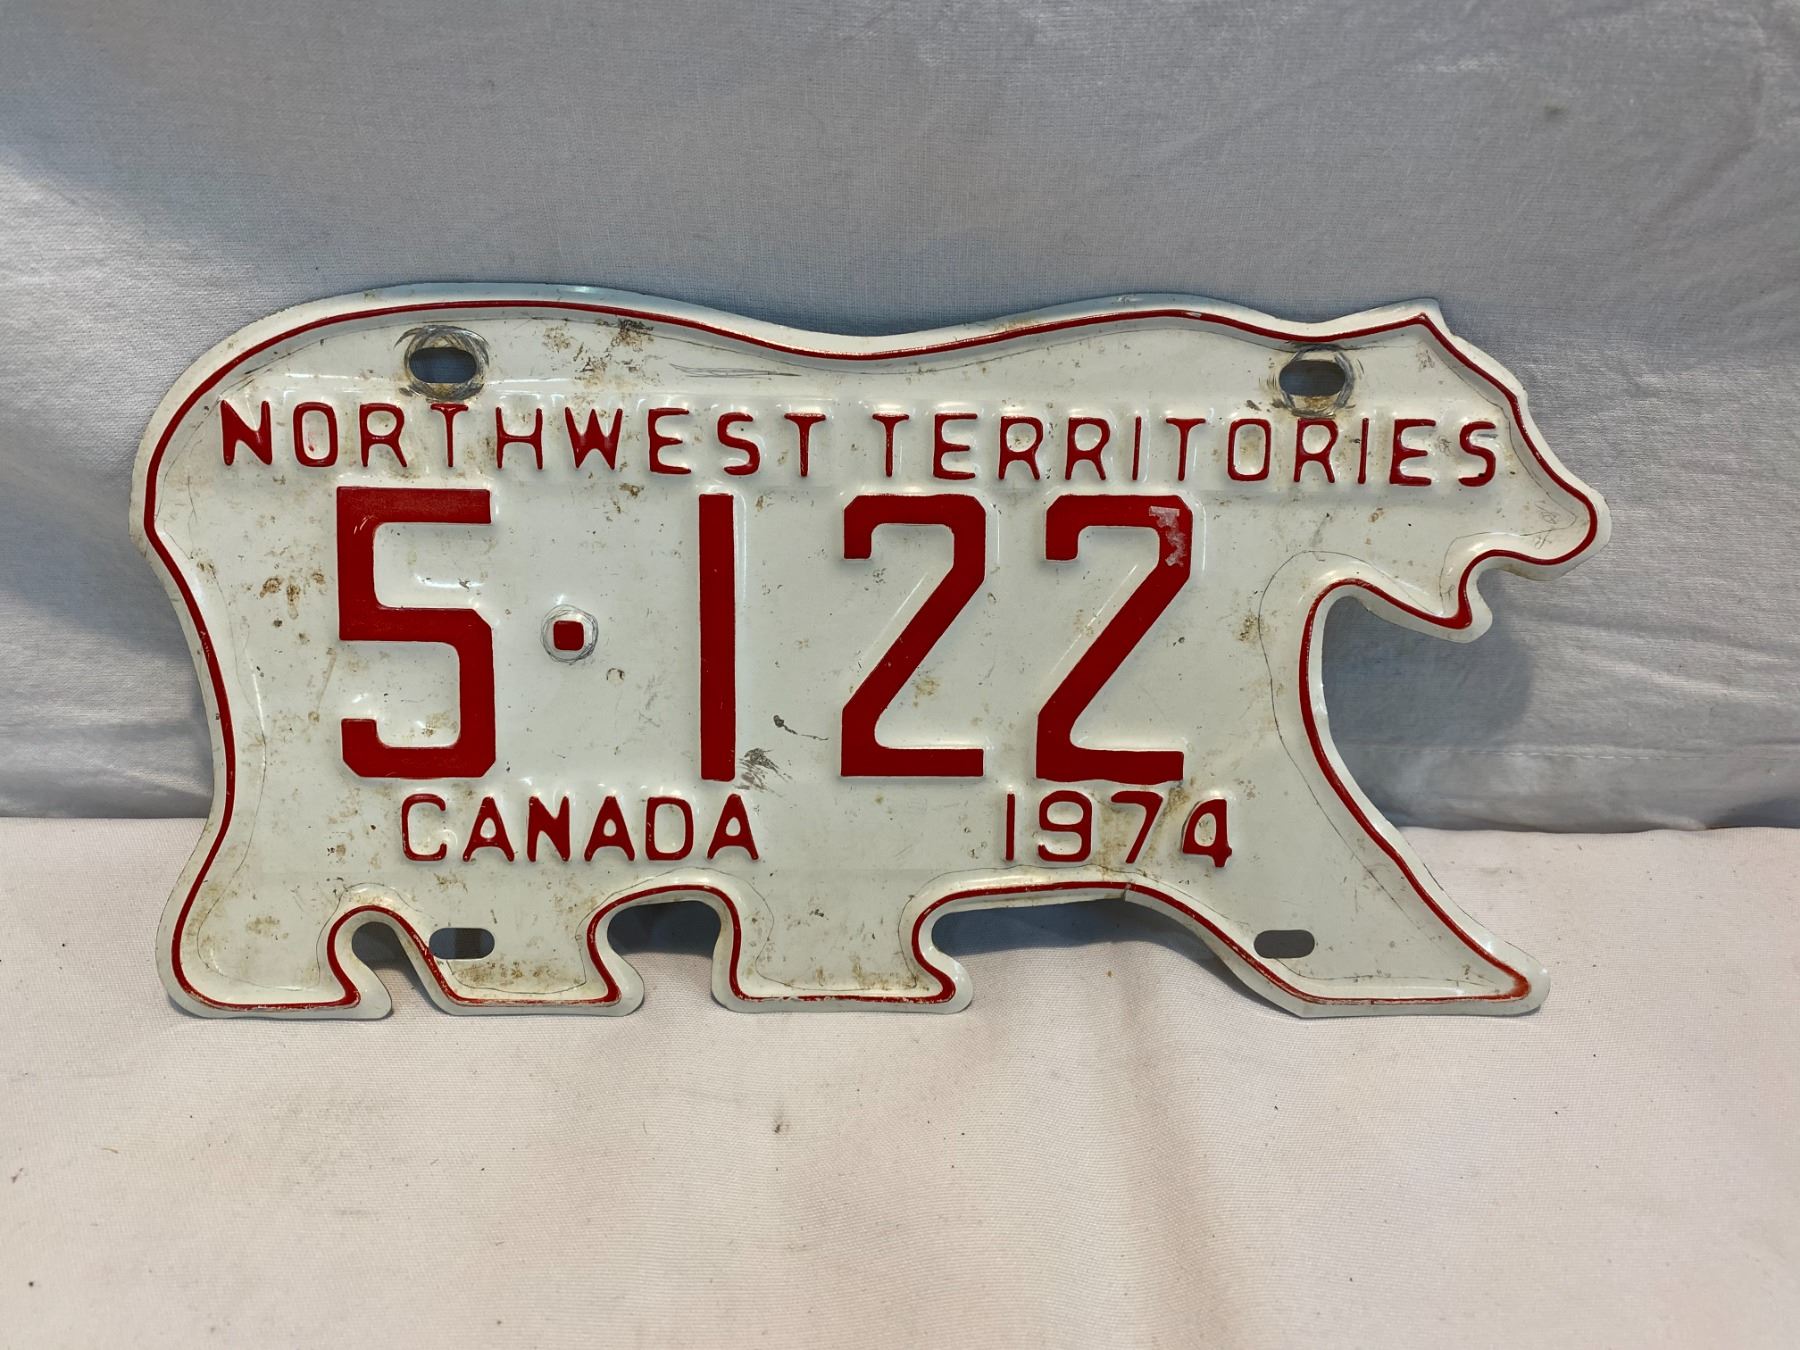 NORTHWEST TERRITORIES
5·122
CANADA 1974